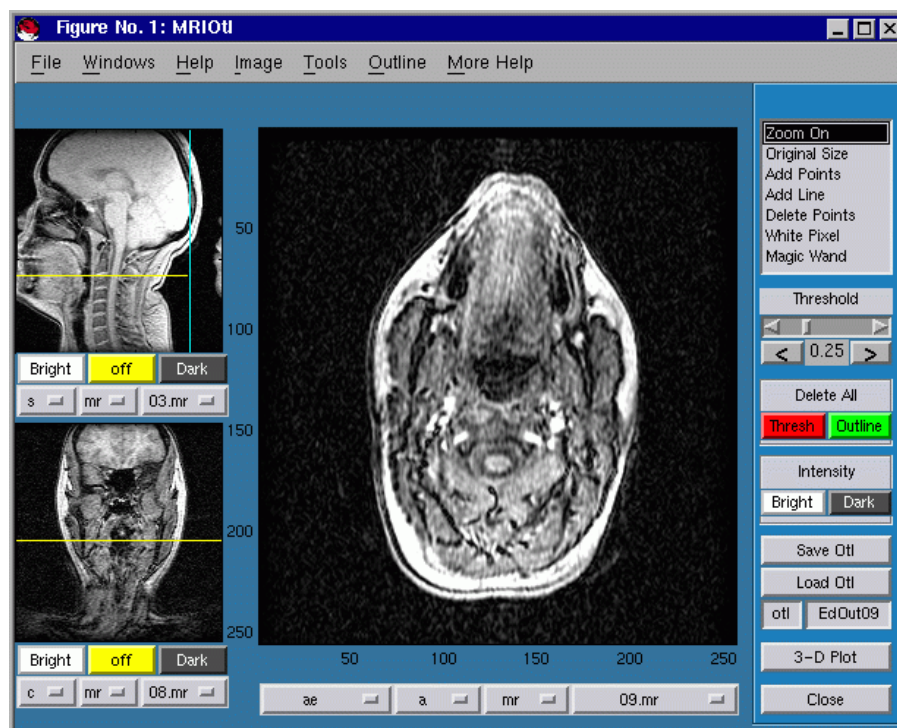 Figure No. 1: MRIOtl
File Windows Help Image Tools Outline More Help
Zoom On
Original Size
Add Points
Add Line
Delete Points
White Pixel
Magic Wand
Threshold
< 0.25 >
Delete All
Thresh Outline
Intensity
Bright Dark
Save Otl
Load Otl
otl EdOut09
3-D Plot
Close
Bright off Dark
s mr 03.mr
Bright off Dark
c mr 08.mr
50
100
150
200
250
50 100 150 200 250
ae a mr 09.mr